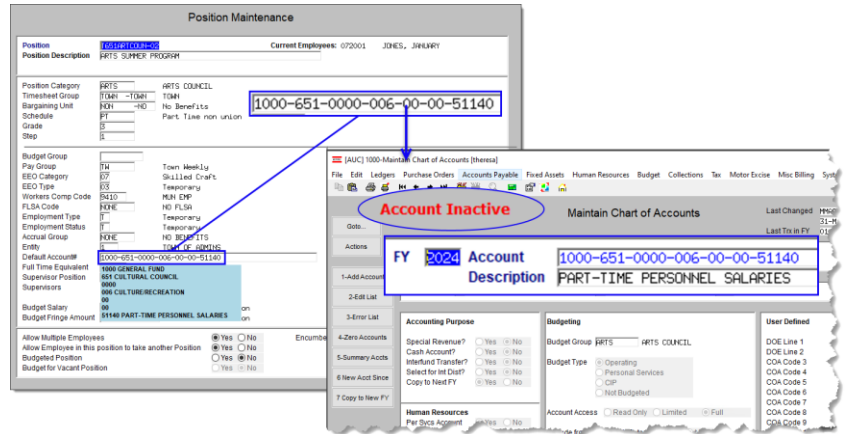 Position Maintenance
Position T651ARTCOUN-02 Current Employees: 072001 JONES, JANUARY
Position Description ARTS SUMMER PROGRAM
Position Category ARTS ARTS COUNCIL
Timesheet Group TOWN -TOWN TOWN
Bargaining Unit NON -NO No Benefits
Schedule PT Part Time non union
Grade 3
Step 1
1000-651-0000-006-00-00-51140
Budget Group
Pay Group TW Town Weekly
EEO Category 07 Skilled Craft
EEO Type 03 Temporary
Workers Comp Code 9410 MUN EMP
FLSA Code NONE NO FLSA
Employment Type T Temporary
Employment Status T Temporary
Accrual Group NONE NO BENEFITS
Entity 1 TOWN OF ADMINS
Default Account# 1000-651-0000-006-00-00-51140
Full Time Equivalent 1000 GENERAL FUND
Supervisor Position 651 CULTURAL COUNCIL
Supervisors 0000
006 CULTURE/RECREATION
00
Budget Salary 00 on
Budget Fringe Amount 51140 PART-TIME PERSONNEL SALARIES on
Allow Multiple Employees Yes No Encumbe
Allow Employee in this position to take another Position Yes No
Budgeted Position Yes No
Budget for Vacant Position Yes No
[AUC] 1000-Maintain Chart of Accounts [theresa]
File Edit Ledgers Purchase Orders Accounts Payable Fixed Assets Human Resources Budget Collections Tax Motor Excise Misc Billing Syst
Account Inactive
Maintain Chart of Accounts
Last Changed
Last Trx in FY
Goto...
Actions
FY 2024 Account 1000-651-0000-006-00-00-51140
Description PART-TIME PERSONNEL SALARIES
1-Add Account
2-Edit List
3-Error List
4-Zero Accounts
5-Summary Accts
6 New Acct Since
7 Copy to New FY
Accounting Purpose
Special Revenue? Yes No
Cash Account? Yes No
Interfund Transfer? Yes No
Select for Int Dist? Yes No
Copy to Next FY Yes No
Human Resources
Per Svcs Account Yes No
Budgeting
Budget Group ARTS ARTS COUNCIL
Budget Type Operating
Personal Services
CIP
Not Budgeted
Account Access Read Only Limited Full
User Defined
DOE Line 1
DOE Line 2
COA Code 3
COA Code 4
COA Code 5
COA Code 6
COA Code 7
COA Code 8
COA Code 9